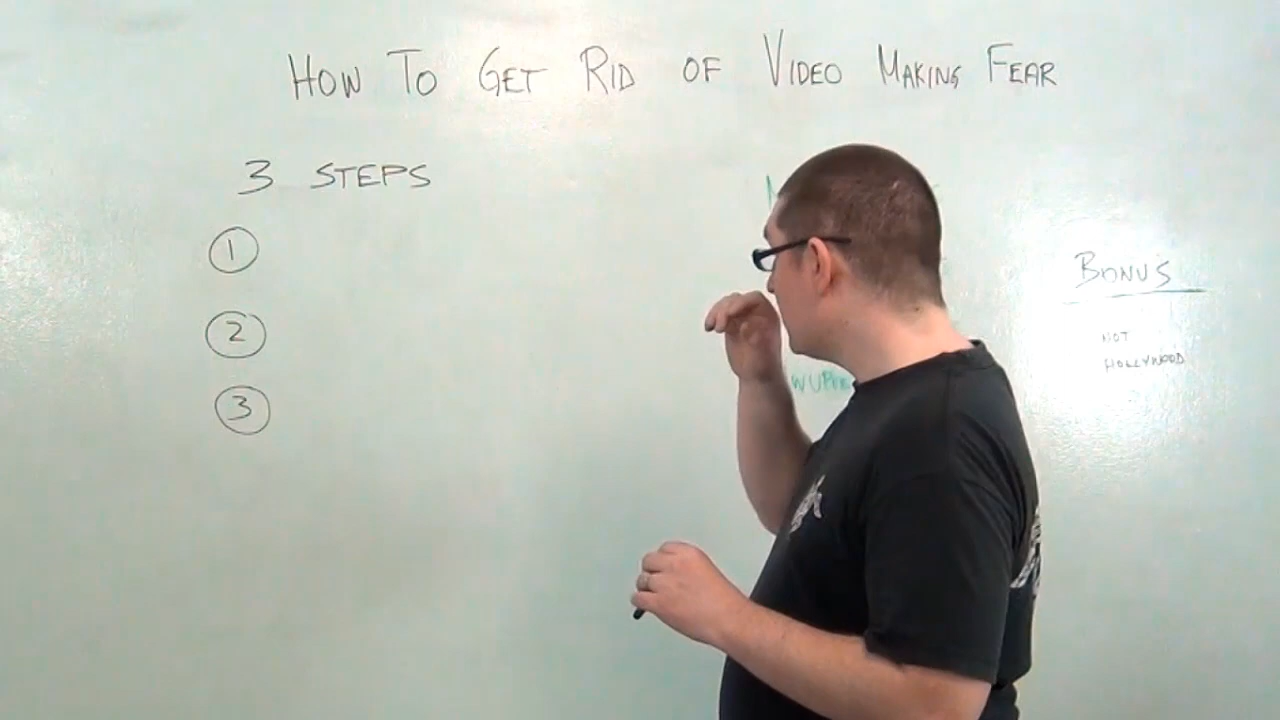 How To Get Rid of Video Making Fear
3 STEPS
1
2
3
Bonus
NOT
HOLLYWOOD